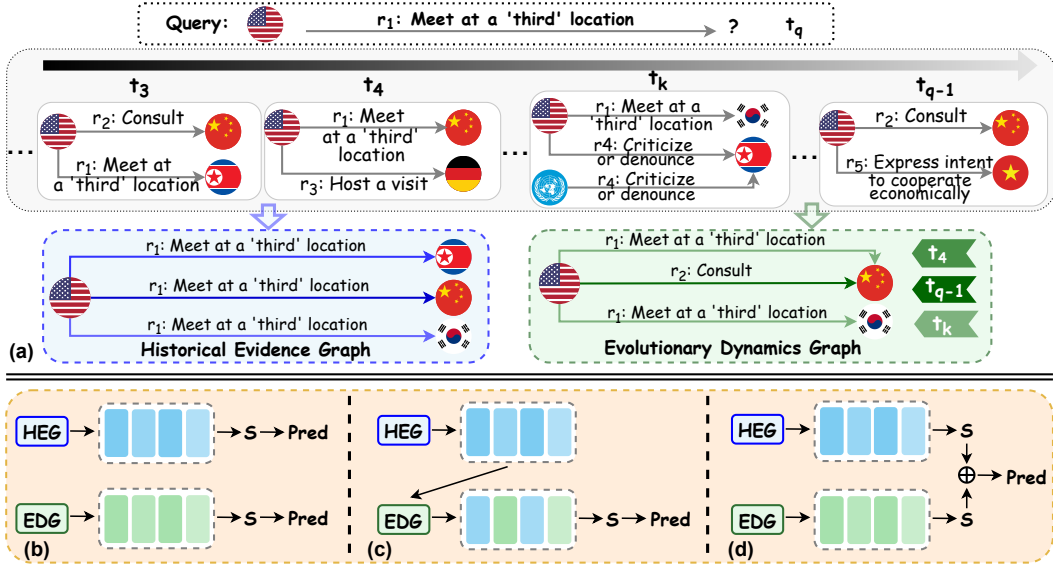 Query: r1: Meet at a 'third' location ? tq
t3 t4 tk tq-1
r2: Consult
r1: Meet at
a 'third' location
r1: Meet
at a 'third'
location
r3: Host a visit
r1: Meet at a
'third' location
r4: Criticize
or denounce
r4: Criticize
or denounce
r2: Consult
r5: Express intent
to cooperate
economically
... ... ...
r1: Meet at a 'third' location
r1: Meet at a 'third' location
r1: Meet at a 'third' location
Historical Evidence Graph
r1: Meet at a 'third' location
r2: Consult
r1: Meet at a 'third' location
Evolutionary Dynamics Graph
t4
tq-1
tk
(a)
HEG S Pred
EDG S Pred
(b)
HEG
EDG S Pred
(c)
HEG S
⊕ Pred
EDG S
(d)